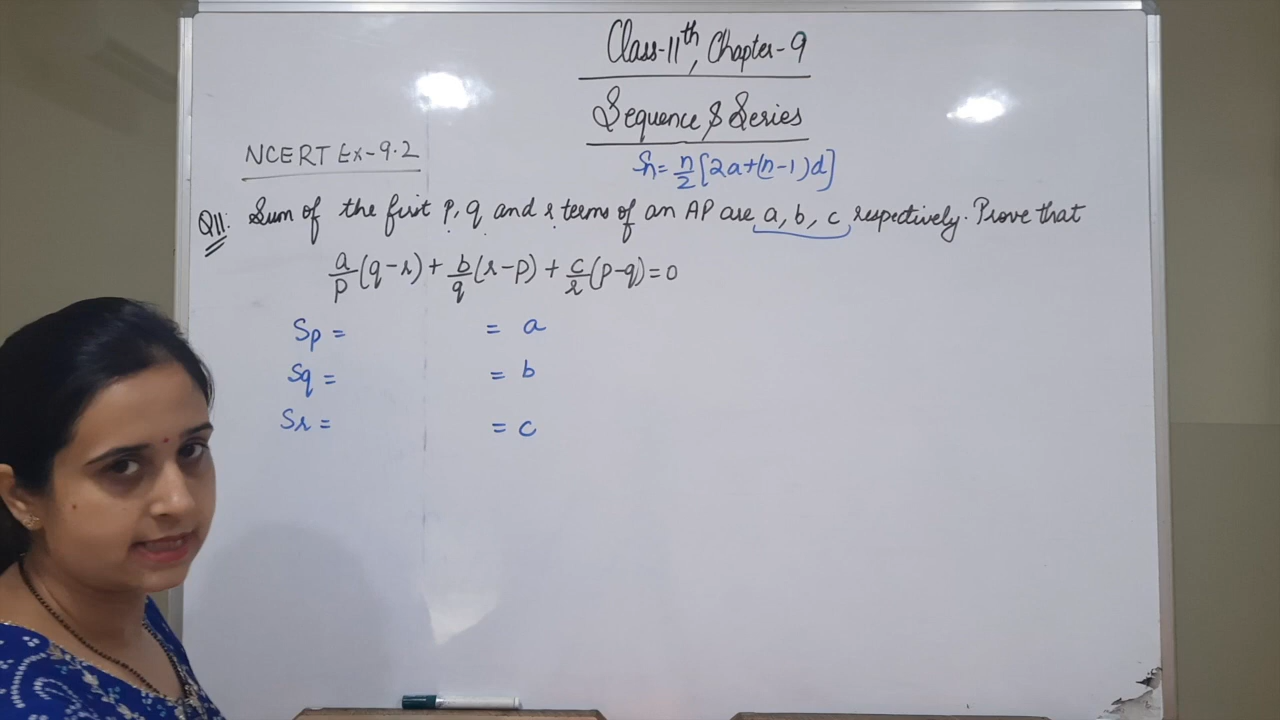 Class-11th, Chapter-9
Sequence & Series
NCERT Ex-9.2
Sn = n/2 [2a+(n-1)d]
Q11. Sum of the first p, q and r terms of an AP are a, b, c respectively. Prove that
a/p (q-r) + b/q (r-p) + c/r (p-q) = 0
Sp = = a
Sq = = b
Sr = = c